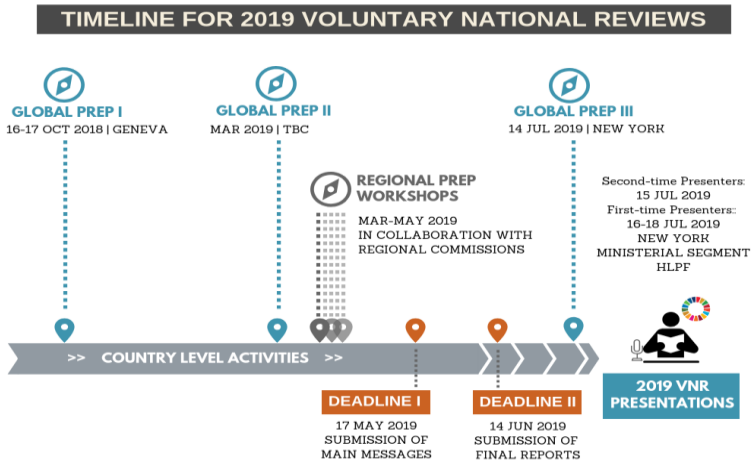 TIMELINE FOR 2019 VOLUNTARY NATIONAL REVIEWS
GLOBAL PREP I
16-17 OCT 2018 | GENEVA
GLOBAL PREP II
MAR 2019 | TBC
GLOBAL PREP III
14 JUL 2019 | NEW YORK
REGIONAL PREP
WORKSHOPS
MAR-MAY 2019
IN COLLABORATION WITH
REGIONAL COMMISSIONS
Second-time Presenters:
15 JUL 2019
First-time Presenters::
16-18 JUL 2019
NEW YORK
MINISTERIAL SEGMENT
HLPF
>> COUNTRY LEVEL ACTIVITIES >>
DEADLINE I
17 MAY 2019
SUBMISSION OF
MAIN MESSAGES
DEADLINE II
14 JUN 2019
SUBMISSION OF
FINAL REPORTS
2019 VNR
PRESENTATIONS